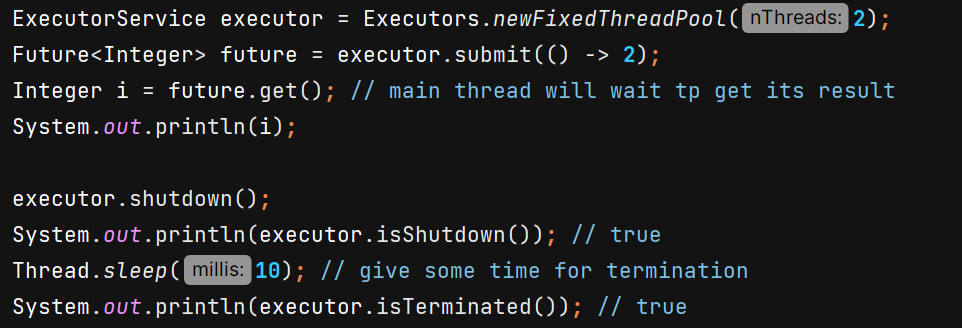 ExecutorService executor = Executors.newFixedThreadPool( nThreads: 2);
Future<Integer> future = executor.submit(() -> 2);
Integer i = future.get(); // main thread will wait tp get its result
System.out.println(i);
executor.shutdown();
System.out.println(executor.isShutdown()); // true
Thread.sleep( millis: 10); // give some time for termination
System.out.println(executor.isTerminated()); // true